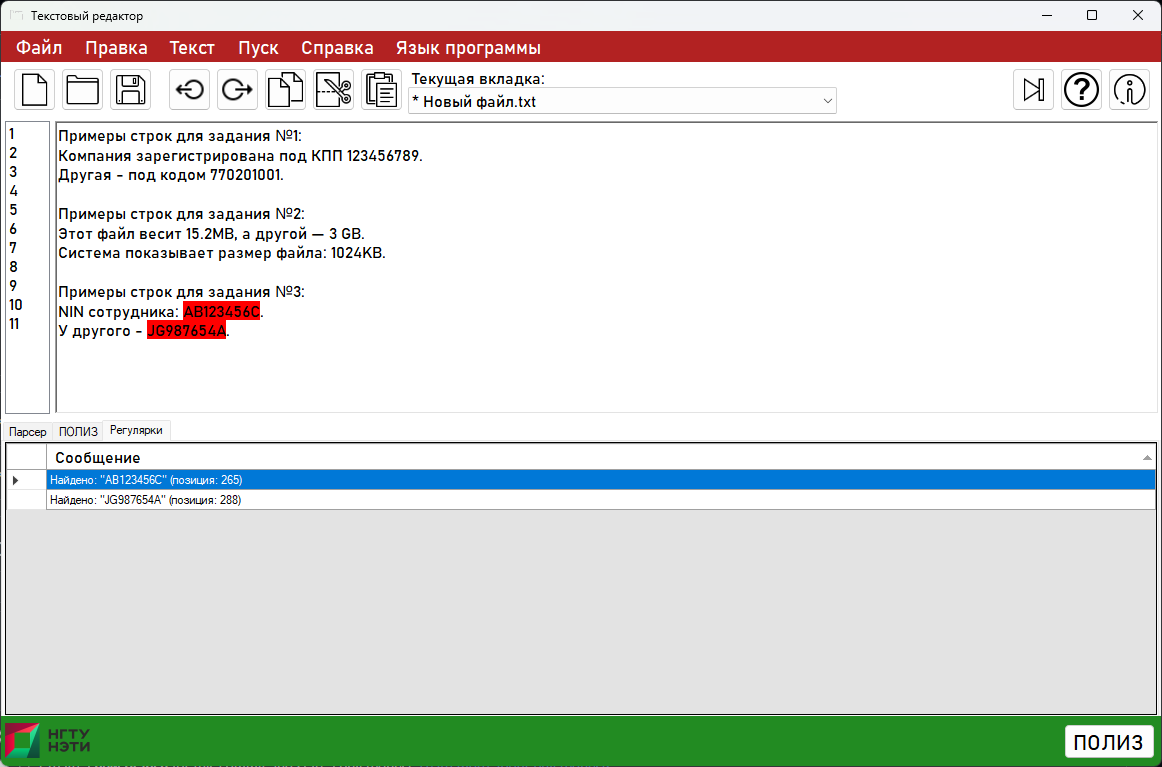 Текстовый редактор
Файл Правка Текст Пуск Справка Язык программы
Текущая вкладка:
* Новый файл.txt
1 Примеры строк для задания №1:
2 Компания зарегистрирована под КПП 123456789.
3 Другая - под кодом 770201001.
4
5 Примеры строк для задания №2:
6 Этот файл весит 15.2MB, а другой — 3 GB.
7 Система показывает размер файла: 1024KB.
8
9 Примеры строк для задания №3:
10 NIN сотрудника: AB123456C.
11 У другого - JG987654A.
Парсер ПОЛИЗ Регулярки
Сообщение
Найдено: "AB123456C" (позиция: 265)
Найдено: "JG987654A" (позиция: 288)
НГТУ
НЭТИ
ПОЛИЗ